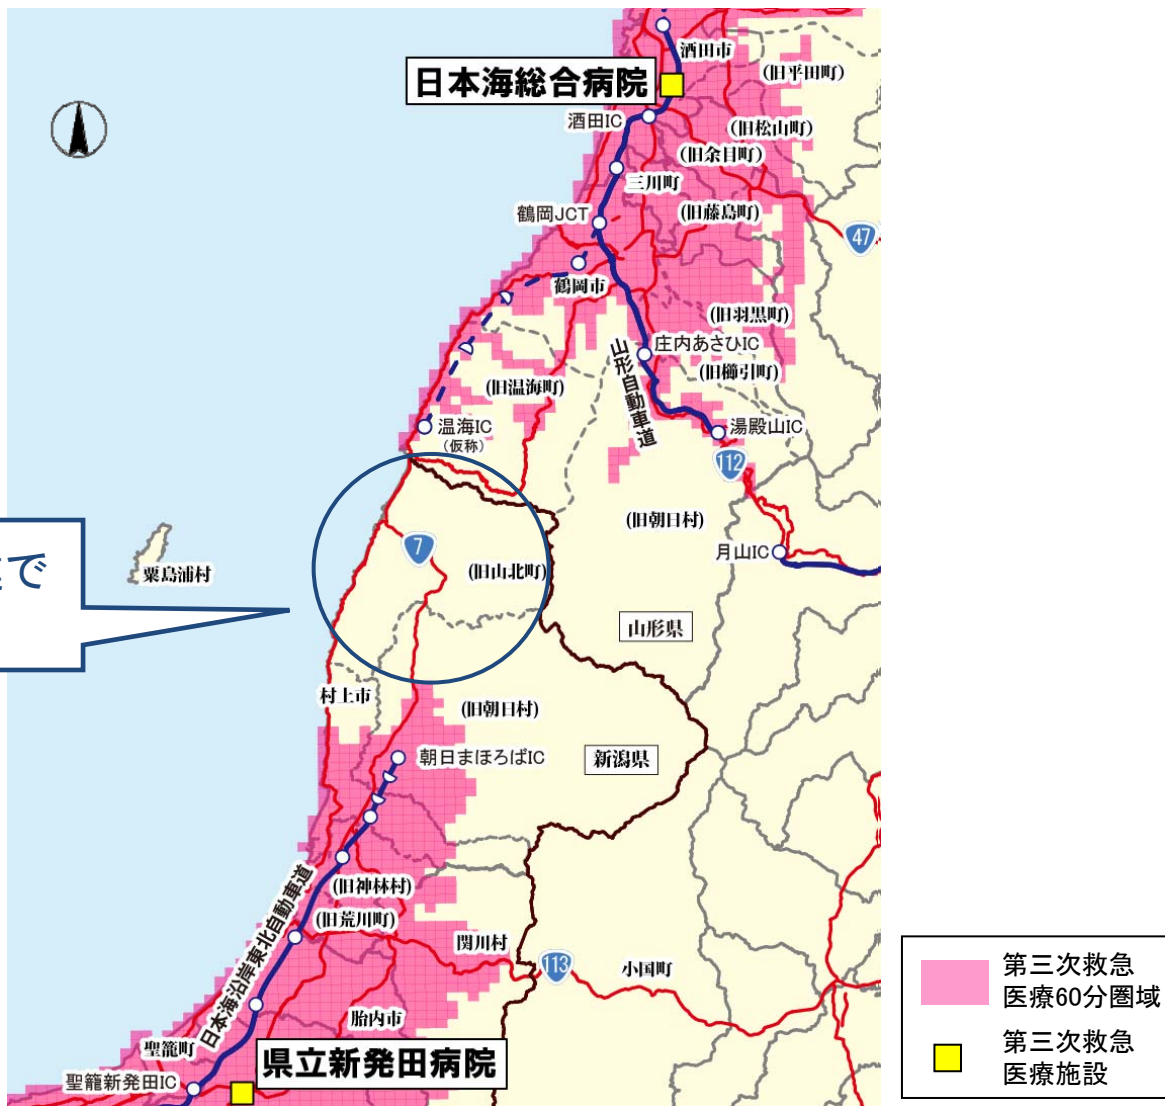 酒田市
日本海総合病院
(旧平田町)
酒田IC
(旧松山町)
(旧余目町)
三川町
鶴岡JCT
(旧藤島町)
47
鶴岡市
(旧羽黒町)
庄内あさひIC
山形自動車道
(旧櫛引町)
(旧温海町)
温海IC
(仮称)
湯殿山IC
112
(旧朝日村)
で
7
月山IC
粟島浦村
(旧山北町)
山形県
村上市
(旧朝日村)
朝日まほろばIC
新潟県
日本海沿岸東北自動車道
(旧神林村)
(旧荒川町)
関川村
113
小国町
第三次救急
医療60分圏域
胎内市
聖籠町
第三次救急
医療施設
県立新発田病院
聖籠新発田IC